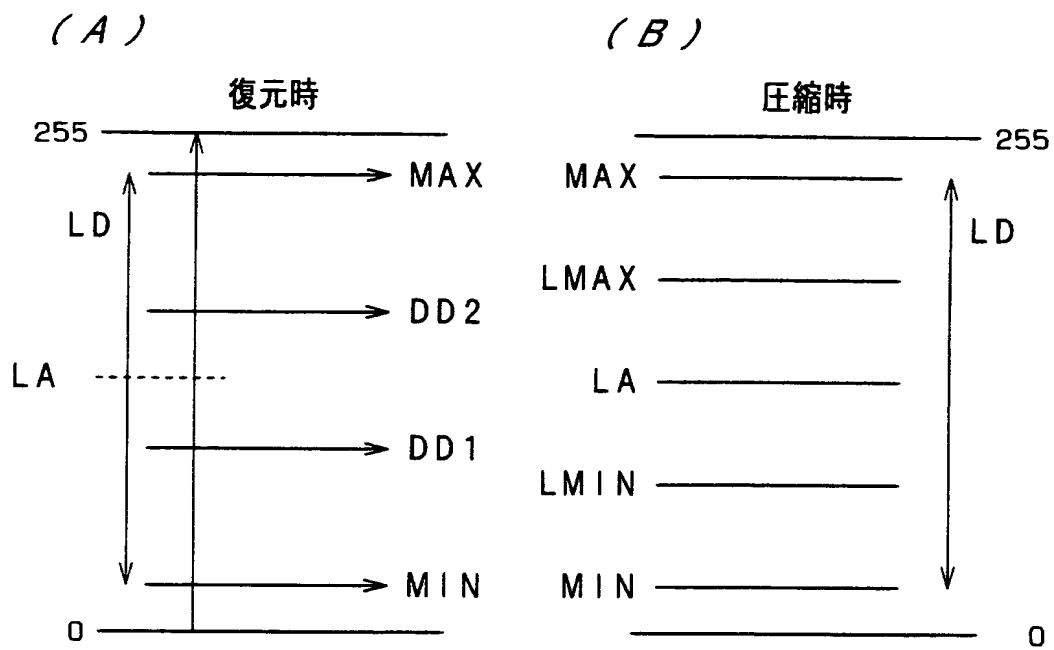 (A)
復元時
255
MAX
LD
DD2
LA
DD1
MIN
0
(B)
圧縮時
255
MAX
LD
LMAX
LA
LMIN
MIN
0